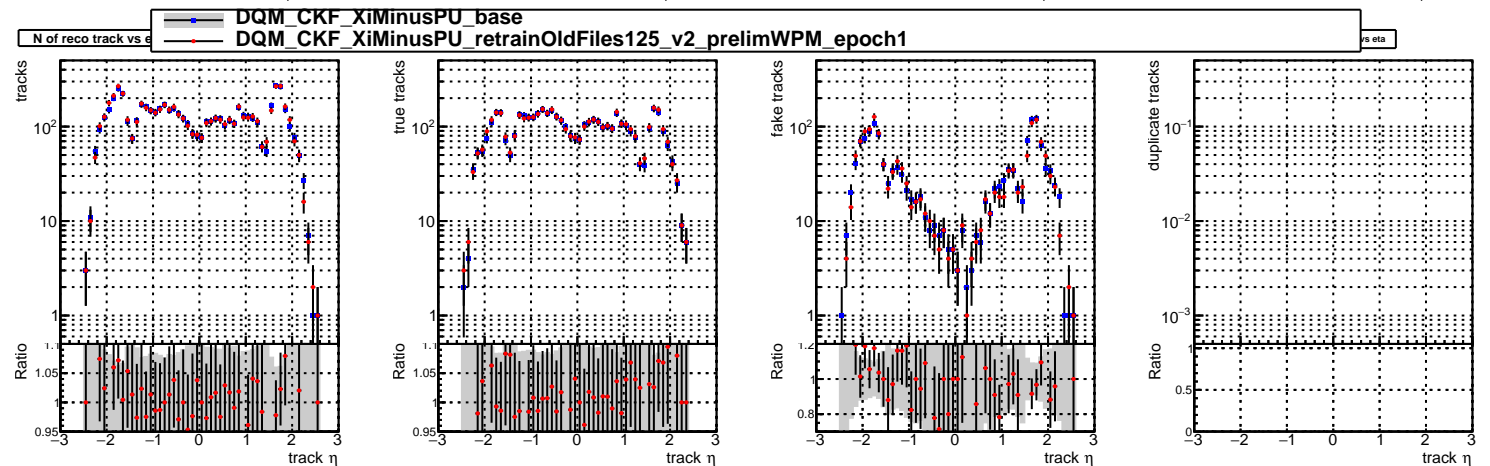 DQM_CKF_XiMinusPU_base
DQM_CKF_XiMinusPU_retrainOldFiles125_v2_prelimWPM_epoch1
N of reco track vs e
vs eta
tracks
10²
10
1
Ratio
1.1
1.05
1
0.95
−3 −2 −1 0 1 2 3
track η
true tracks
10²
10
1
Ratio
1.1
1.05
1
0.95
−3 −2 −1 0 1 2 3
track η
fake tracks
10²
10
1
Ratio
1.2
1
0.8
−3 −2 −1 0 1 2 3
track η
duplicate tracks
10⁻¹
10⁻²
10⁻³
Ratio
1
0.5
0
−3 −2 −1 0 1 2 3
track η